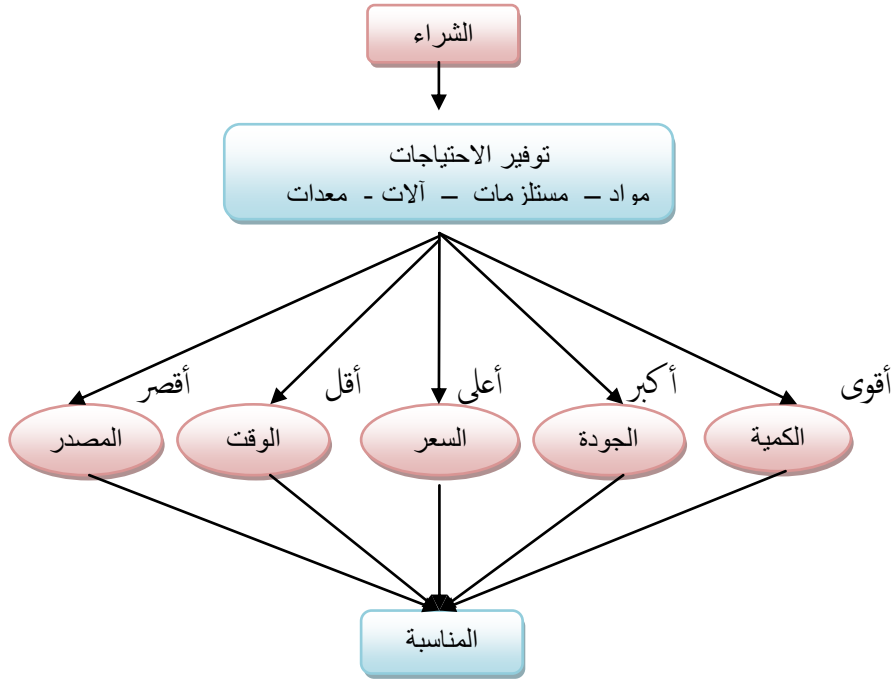 الشراء
توفير الاحتياجات
مواد – مستلزمات – آلات - معدات
أقوى
أكبر
أعلى
أقل
أقصر
الكمية
الجودة
السعر
الوقت
المصدر
المناسبة